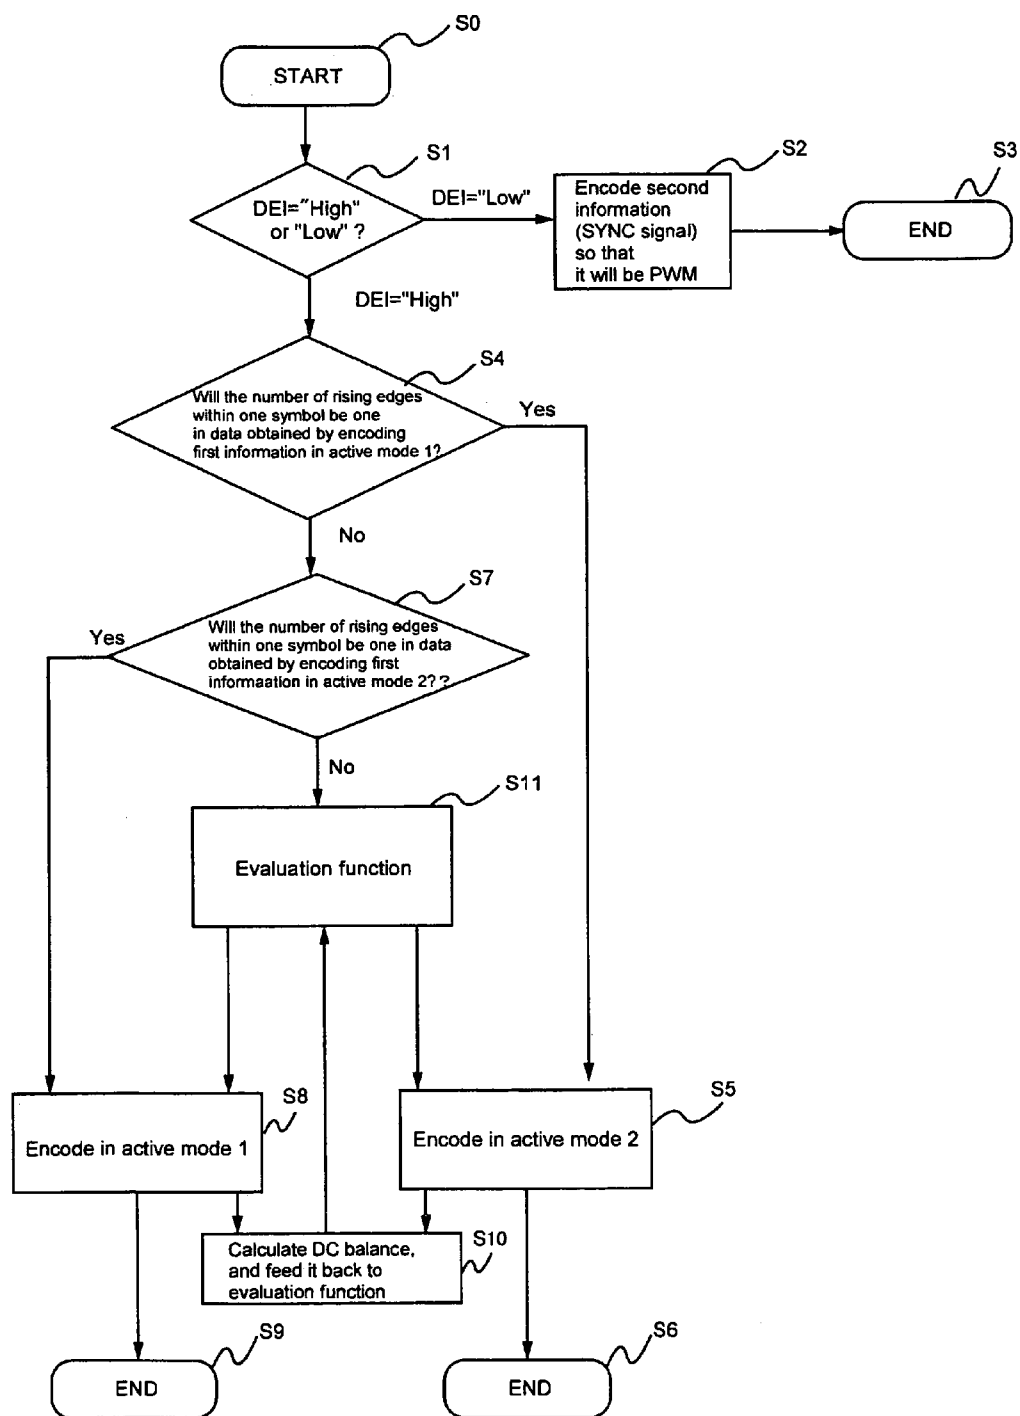 S0
START
S1
DEI="High"
or "Low" ?
DEI="Low"
S2
Encode second
information
(SYNC signal)
so that
it will be PWM
S3
END
DEI="High"
S4
Will the number of rising edges
within one symbol be one
in data obtained by encoding
first information in active mode 1?
Yes
No
S7
Will the number of rising edges
within one symbol be one in data
obtained by encoding first
informaation in active mode 2??
Yes
No
S11
Evaluation function
S8
Encode in active mode 1
S5
Encode in active mode 2
S10
Calculate DC balance,
and feed it back to
evaluation function
S9
END
S6
END